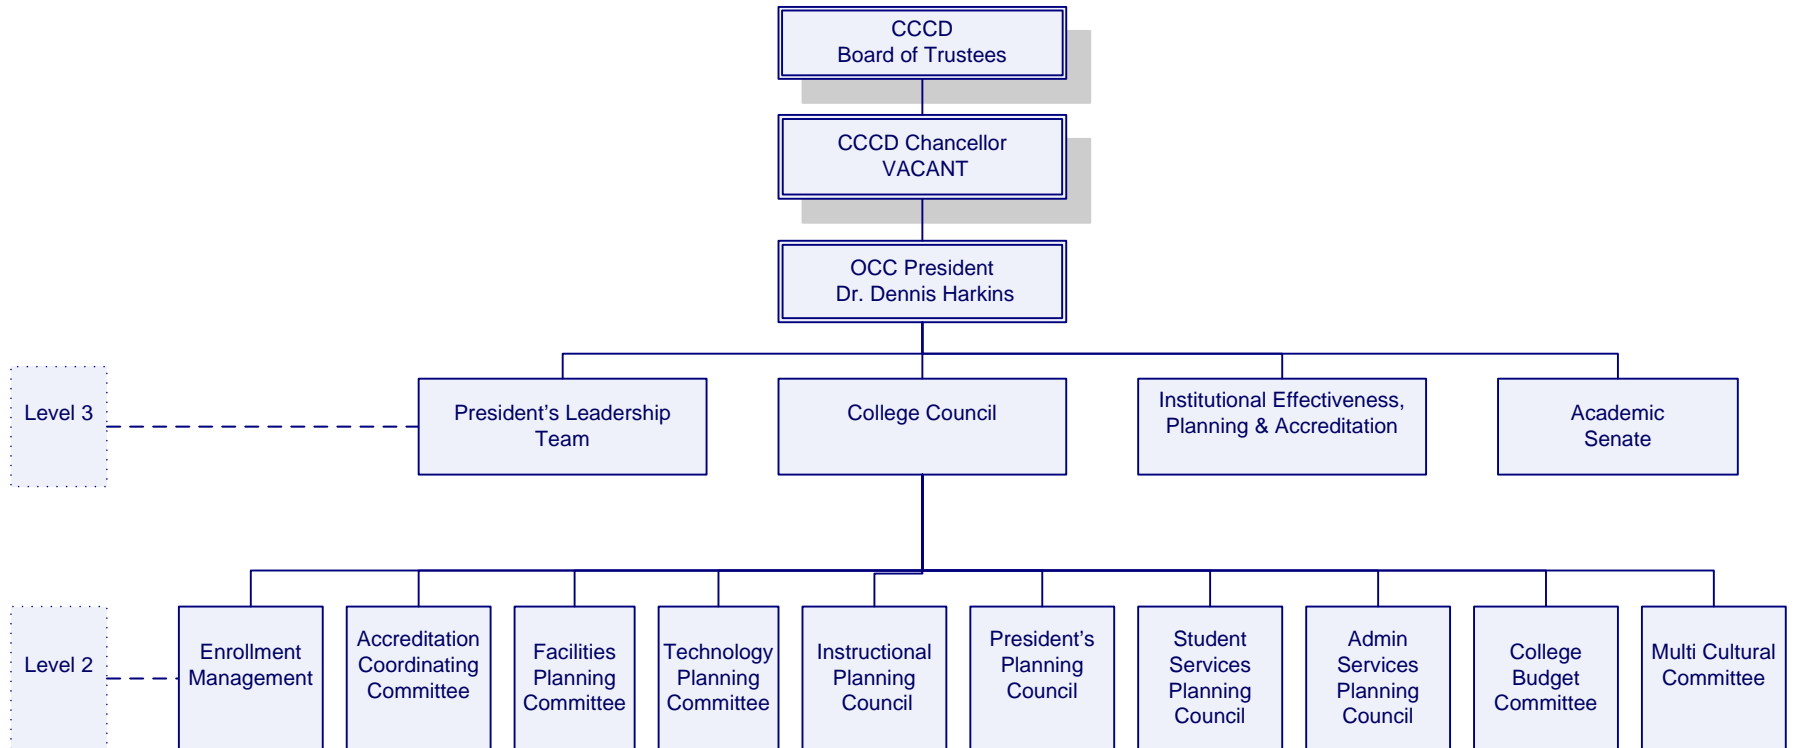 CCCD
Board of Trustees
CCCD Chancellor
VACANT
OCC President
Dr. Dennis Harkins
Level 3
President’s Leadership
Team
College Council
Institutional Effectiveness,
Planning & Accreditation
Academic
Senate
Level 2
Enrollment
Management
Accreditation
Coordinating
Committee
Facilities
Planning
Committee
Technology
Planning
Committee
Instructional
Planning
Council
President’s
Planning
Council
Student
Services
Planning
Council
Admin
Services
Planning
Council
College
Budget
Committee
Multi Cultural
Committee